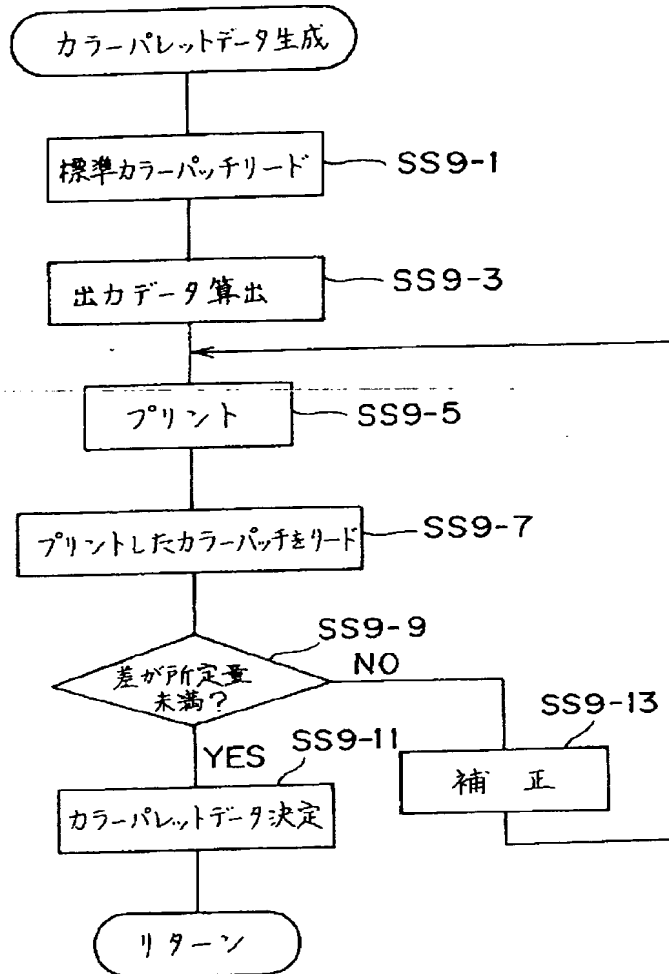 カラーパレットデータ生成
標準カラーパッチリード
SS9-1
出力データ算出
SS9-3
プリント
SS9-5
プリントしたカラーパッチをリード
SS9-7
SS9-9
差が所定量
未満?
NO
YES
SS9-11
SS9-13
カラーパレットデータ決定
補 正
リターン